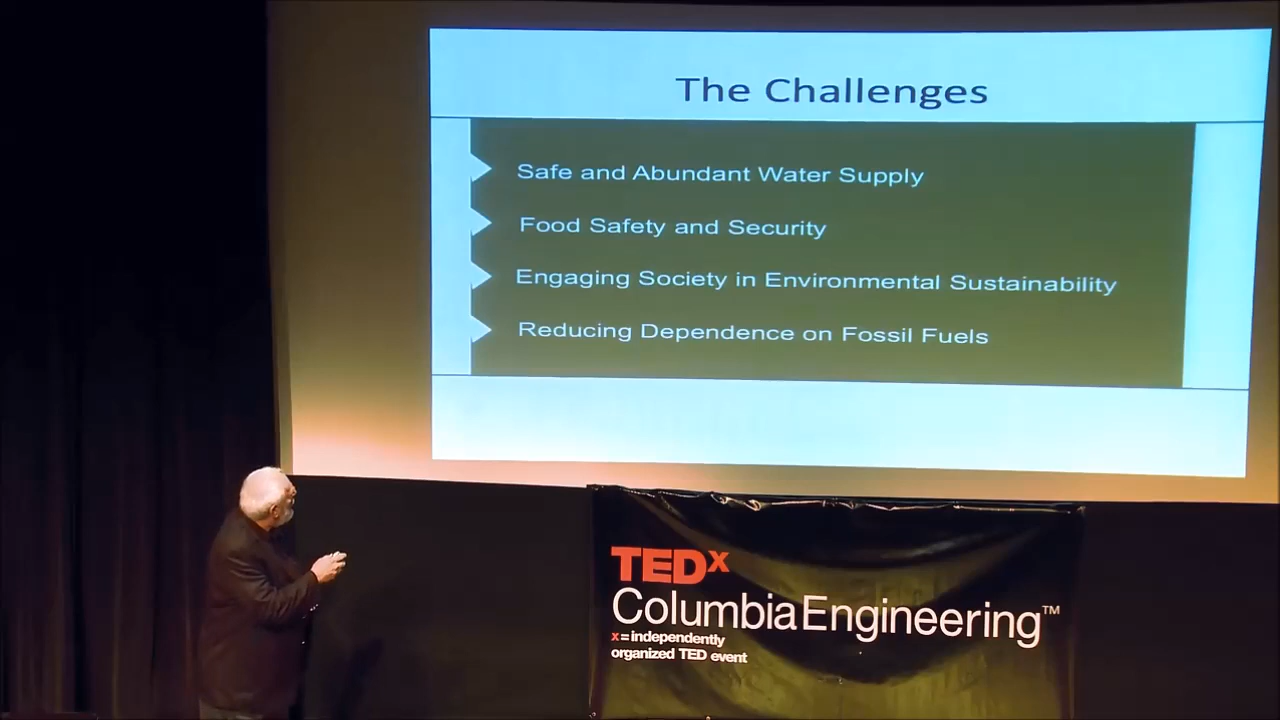 The Challenges
Safe and Abundant Water Supply
Food Safety and Security
Engaging Society in Environmental Sustainability
Reducing Dependence on Fossil Fuels
TEDx
ColumbiaEngineering™
x=independently
organized TED event